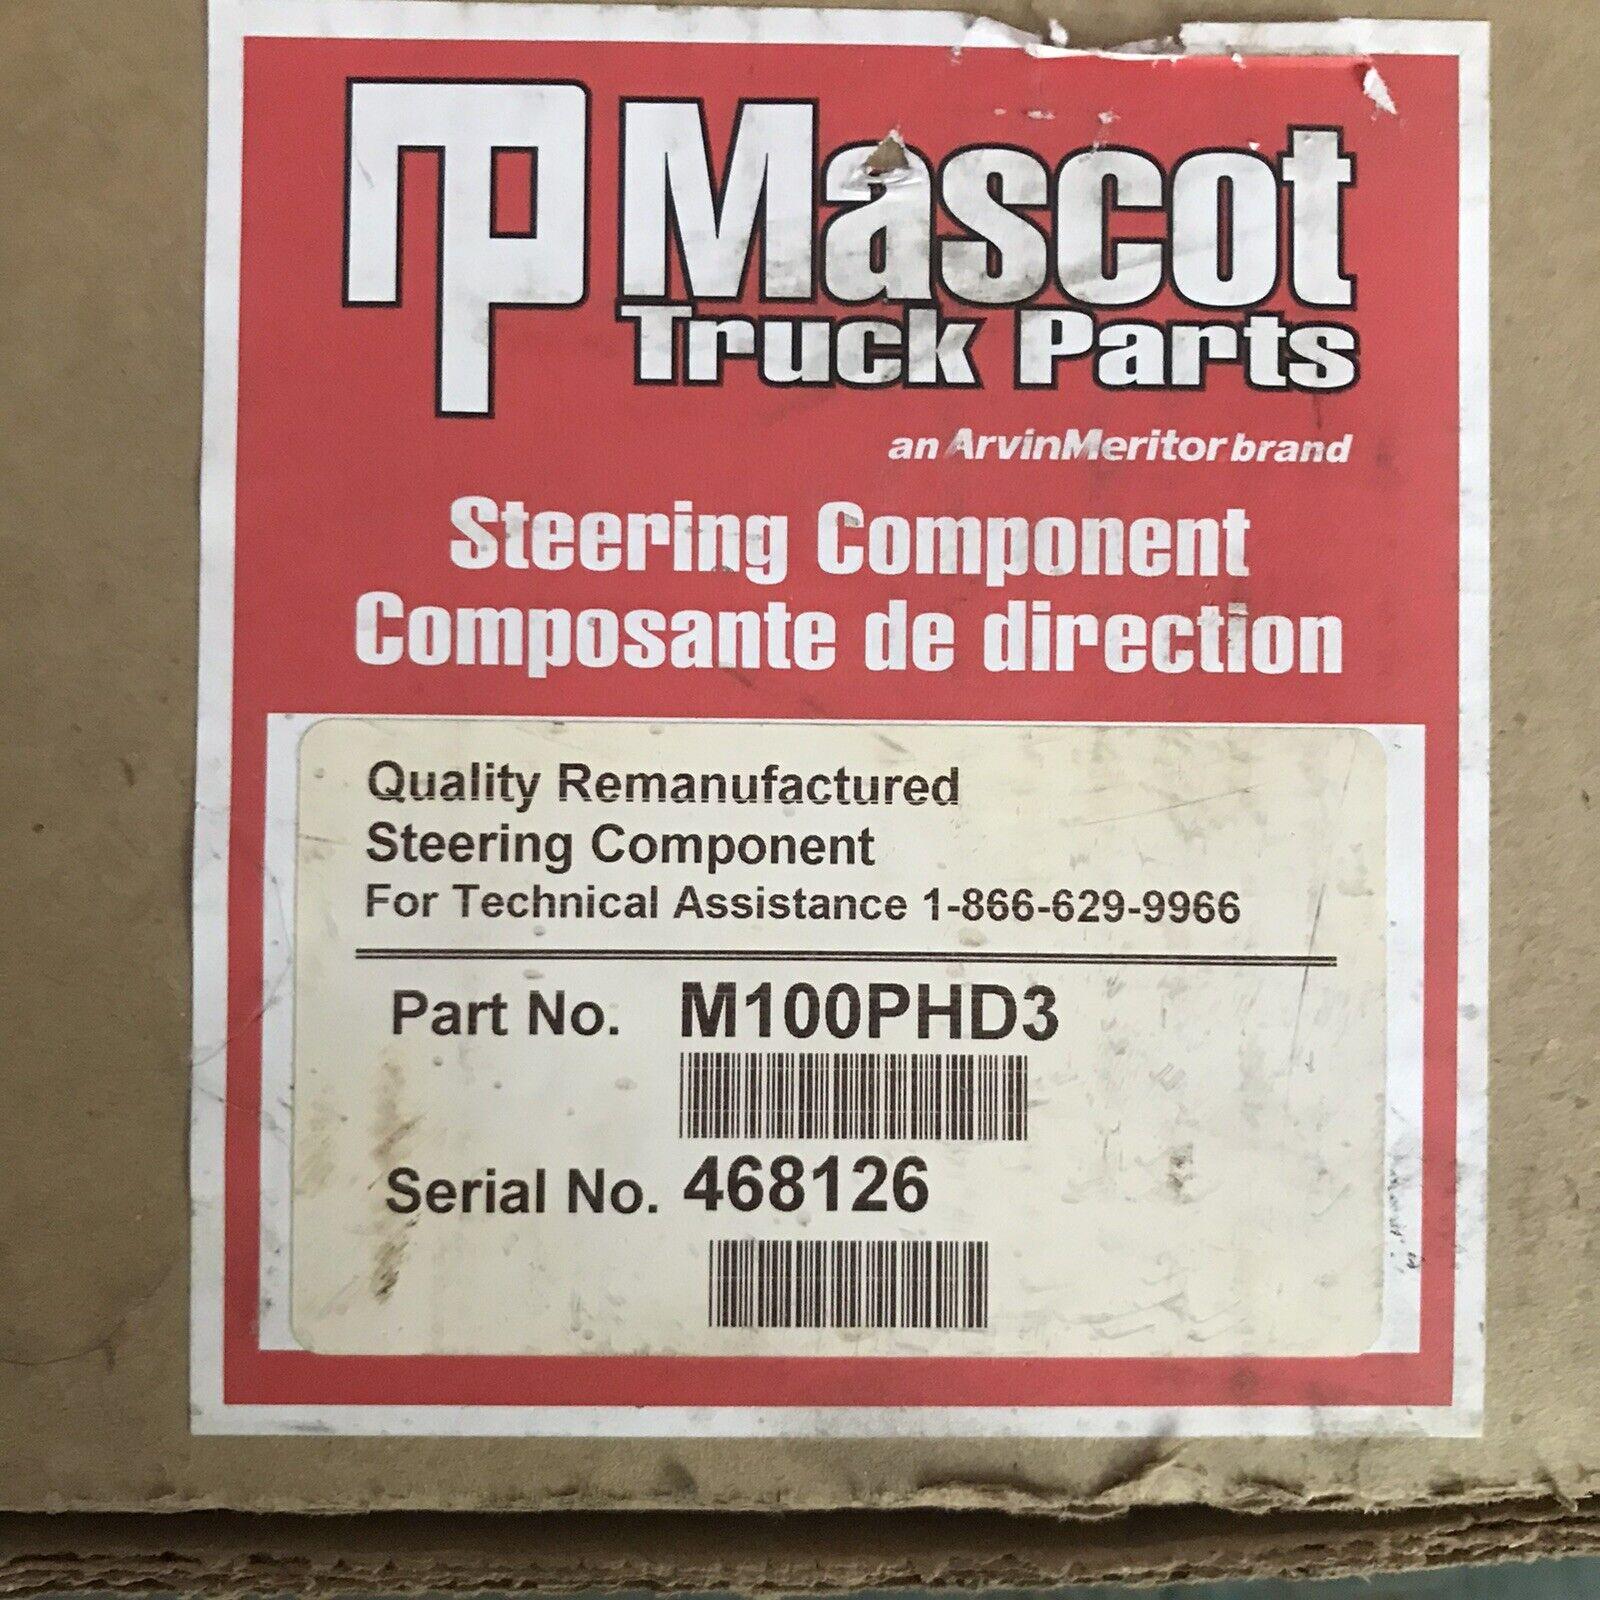 mp Mascot
Truck Parts
an ArvinMeritor brand
Steering Component
Composante de direction
Quality Remanufactured
Steering Component
For Technical Assistance 1-866-629-9966
Part No. M100PHD3
Serial No. 468126